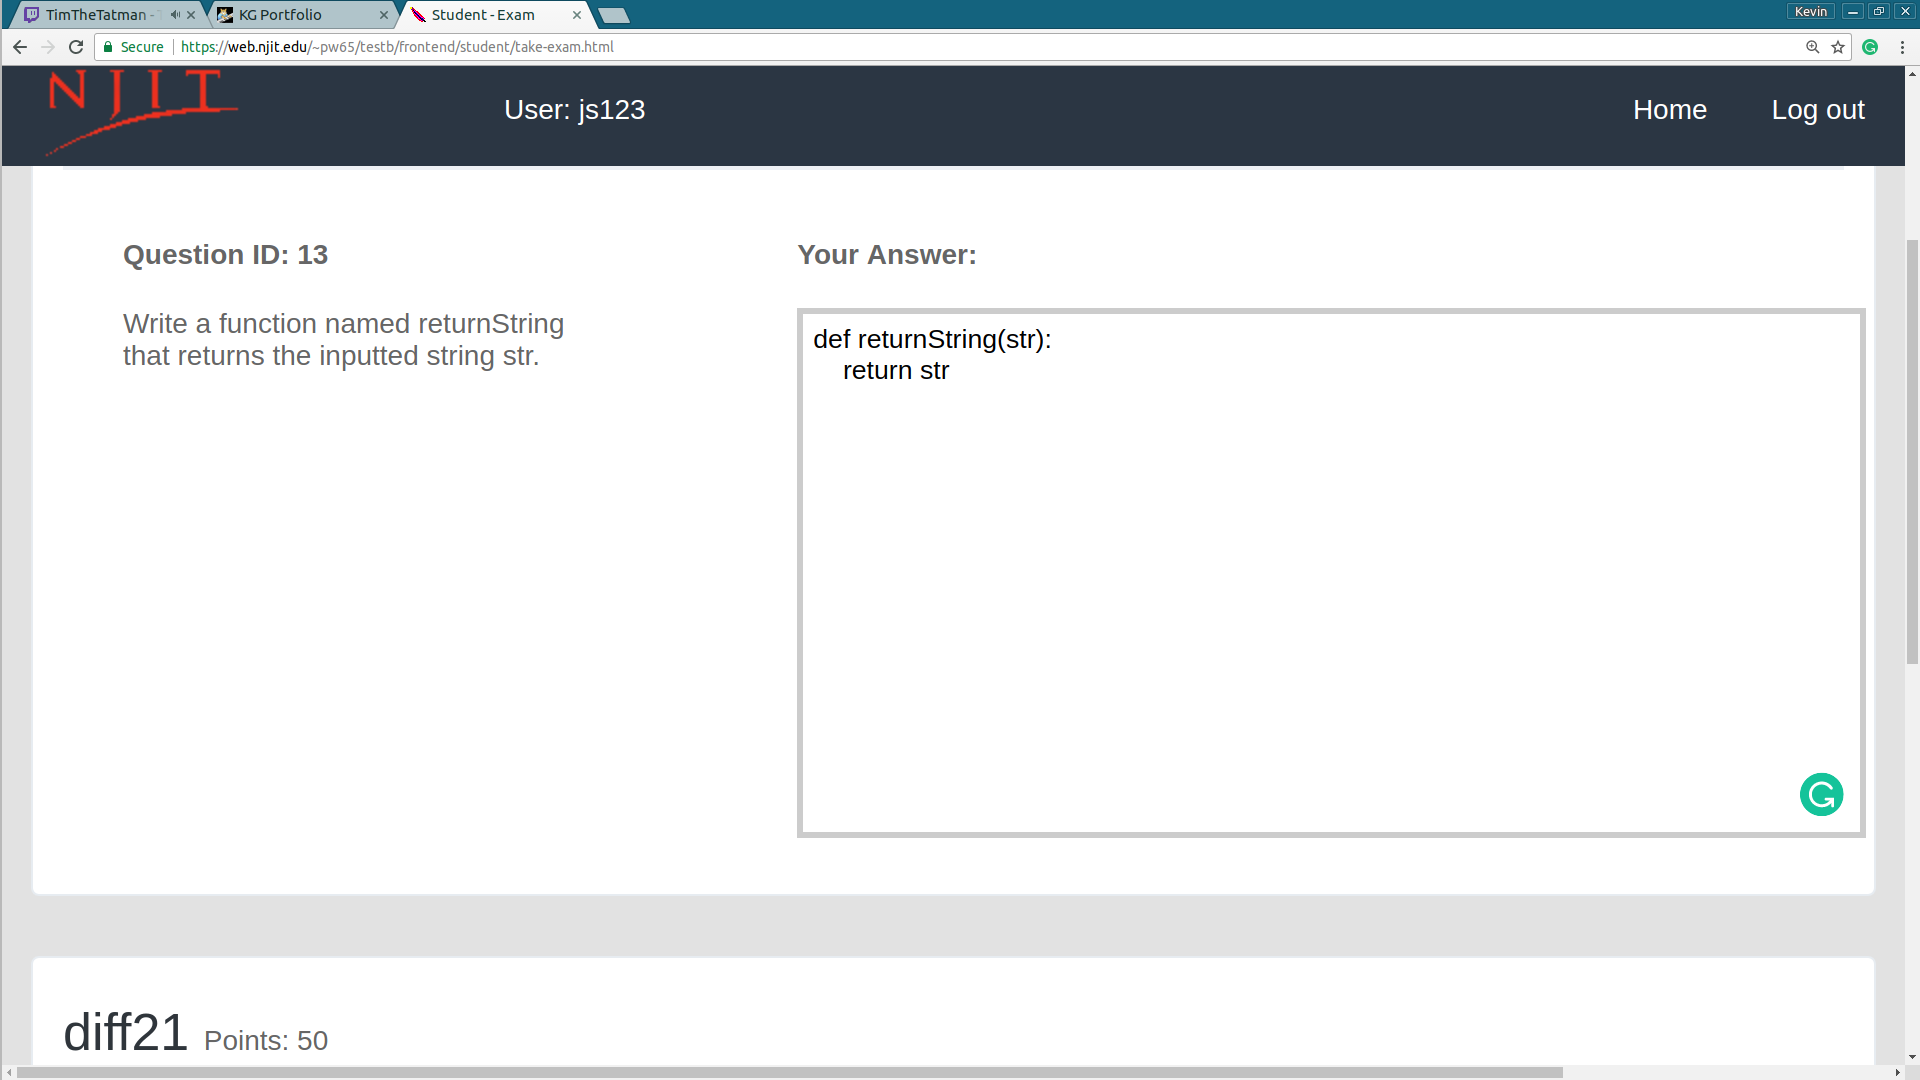 TimTheTatman - T
KG Portfolio
Student - Exam
Kevin
Secure
https://web.njit.edu/~pw65/testb/frontend/student/take-exam.html
NJIT
User: js123
Home
Log out
Question ID: 13
Your Answer:
Write a function named returnString
that returns the inputted string str.
def returnString(str):
    return str
diff21 Points: 50